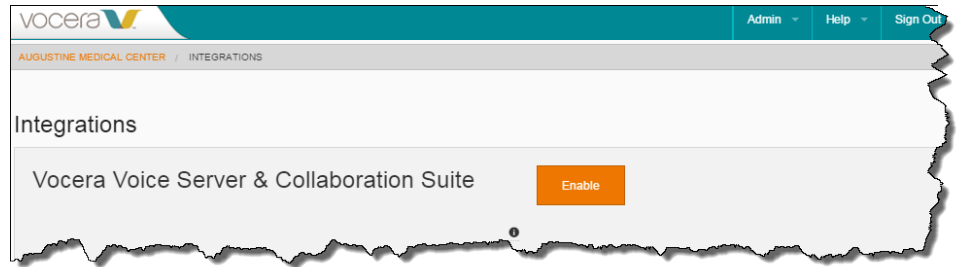 vocera
Admin Help Sign Out
AUGUSTINE MEDICAL CENTER / INTEGRATIONS
Integrations
Vocera Voice Server & Collaboration Suite
Enable